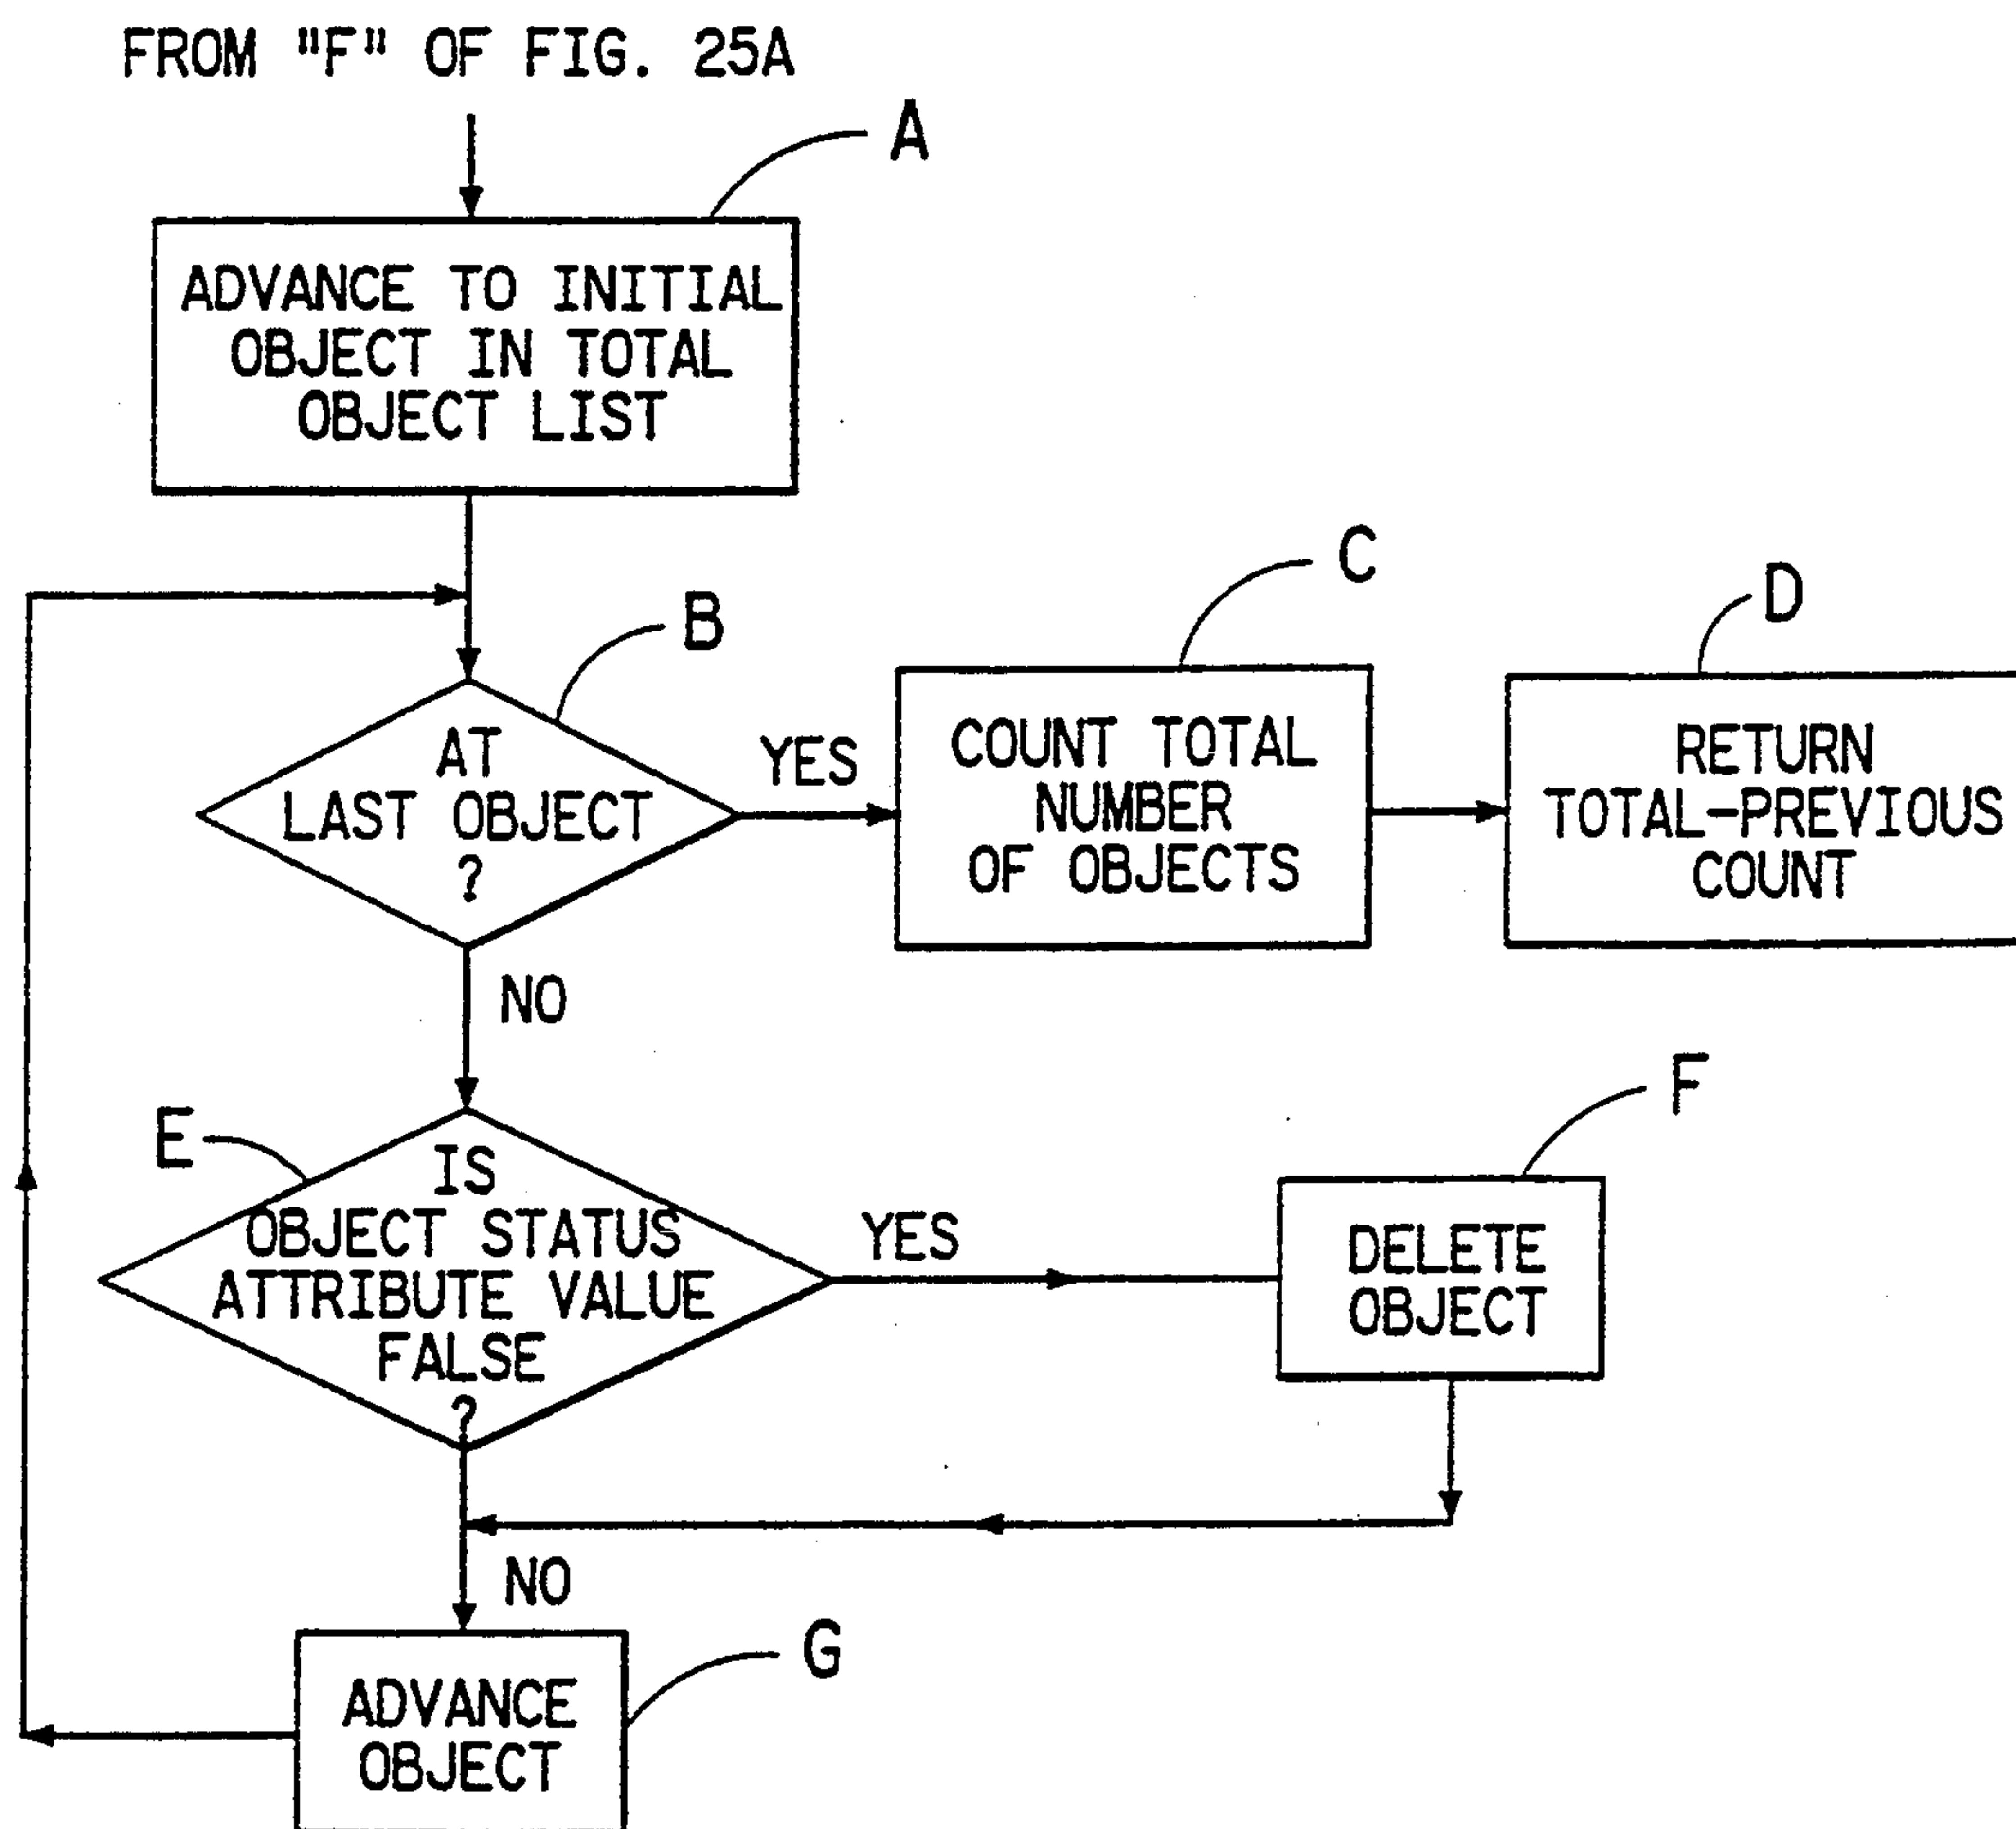 FROM "F" OF FIG. 25A
A
ADVANCE TO INITIAL
OBJECT IN TOTAL
OBJECT LIST
B
AT
LAST OBJECT
?
YES
C
COUNT TOTAL
NUMBER
OF OBJECTS
D
RETURN
TOTAL-PREVIOUS
COUNT
NO
E
IS
OBJECT STATUS
ATTRIBUTE VALUE
FALSE
?
YES
F
DELETE
OBJECT
NO
G
ADVANCE
OBJECT